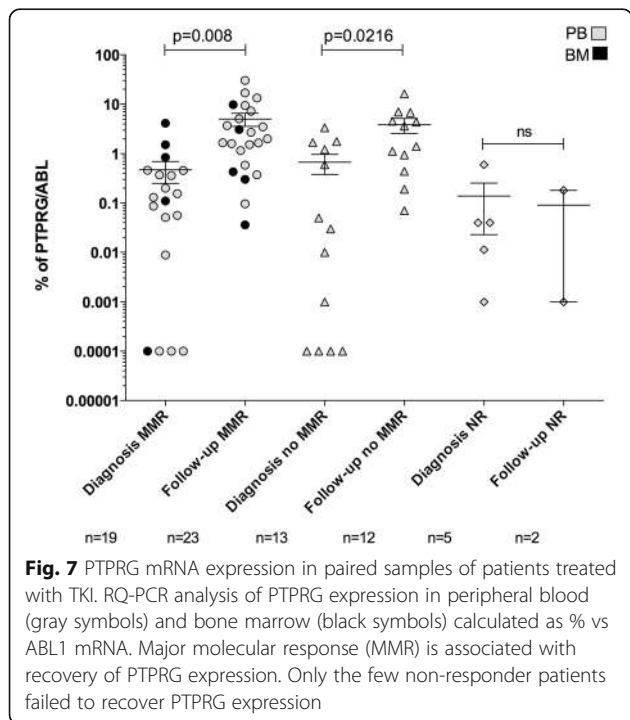 p=0.008
p=0.0216
PB
BM
ns
% of PTPRG/ABL
100
10
1
0.1
0.01
0.001
0.0001
0.00001
Diagnosis MMR
Follow-up MMR
Diagnosis no MMR
Follow-up no MMR
Diagnosis NR
Follow-up NR
n=19 n=23 n=13 n=12 n=5 n=2
Fig. 7 PTPRG mRNA expression in paired samples of patients treated
with TKI. RQ-PCR analysis of PTPRG expression in peripheral blood
(gray symbols) and bone marrow (black symbols) calculated as % vs
ABL1 mRNA. Major molecular response (MMR) is associated with
recovery of PTPRG expression. Only the few non-responder patients
failed to recover PTPRG expression